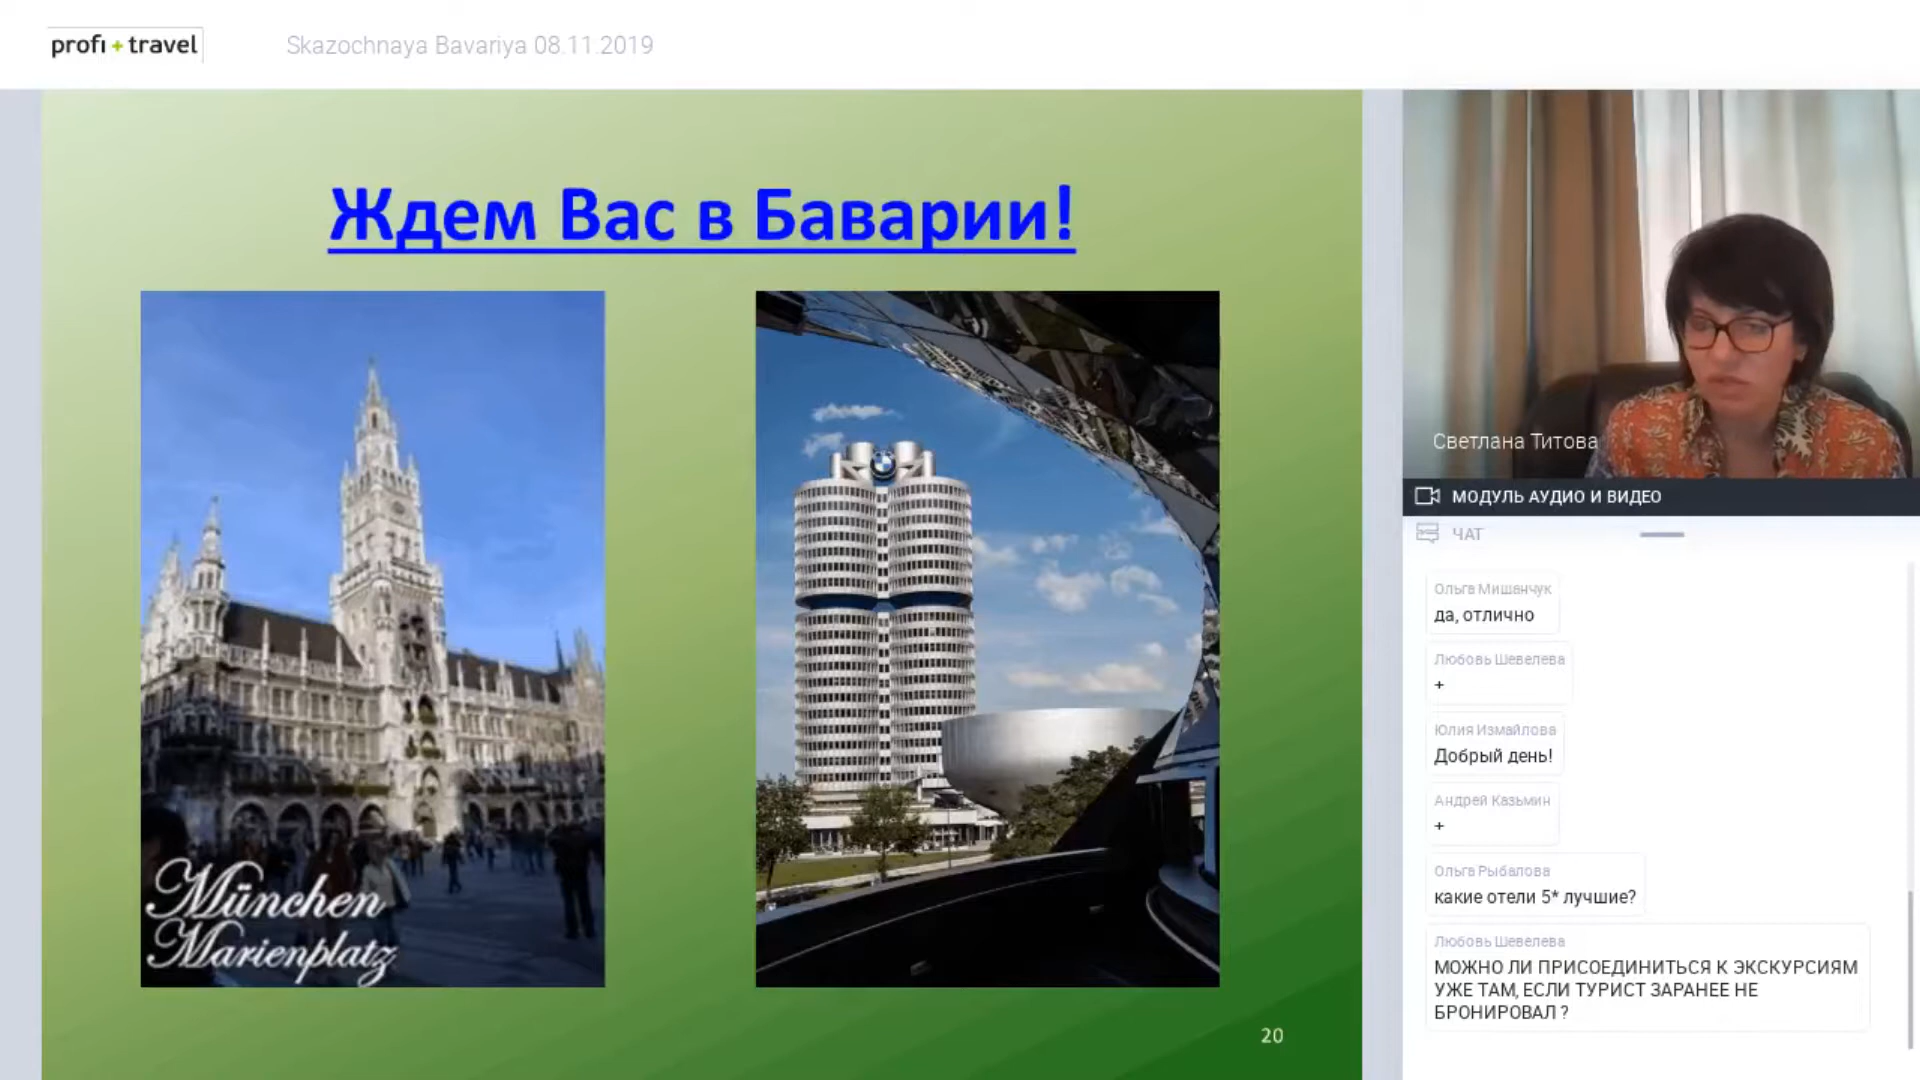 profi + travel
Skazochnaya Bavariya 08.11.2019
Ждем Вас в Баварии!
München
Marienplatz
20
Светлана Титова
МОДУЛЬ АУДИО И ВИДЕО
ЧАТ
Ольга Мишанчук
да, отлично
Любовь Шевелева
+
Юлия Измайлова
Добрый день!
Андрей Казьмин
+
Ольга Рыбалова
какие отели 5* лучшие?
Любовь Шевелева
МОЖНО ЛИ ПРИСОЕДИНИТЬСЯ К ЭКСКУРСИЯМ
УЖЕ ТАМ, ЕСЛИ ТУРИСТ ЗАРАНЕЕ НЕ
БРОНИРОВАЛ ?